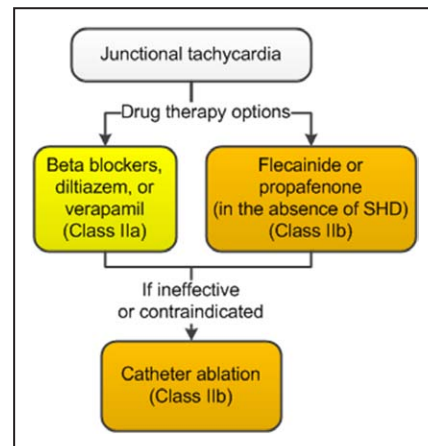 Junctional tachycardia
Drug therapy options
Beta blockers,
diltiazem, or
verapamil
(Class IIa)
Flecainide or
propafenone
(in the absence of SHD)
(Class IIb)
If ineffective
or contraindicated
Catheter ablation
(Class IIb)